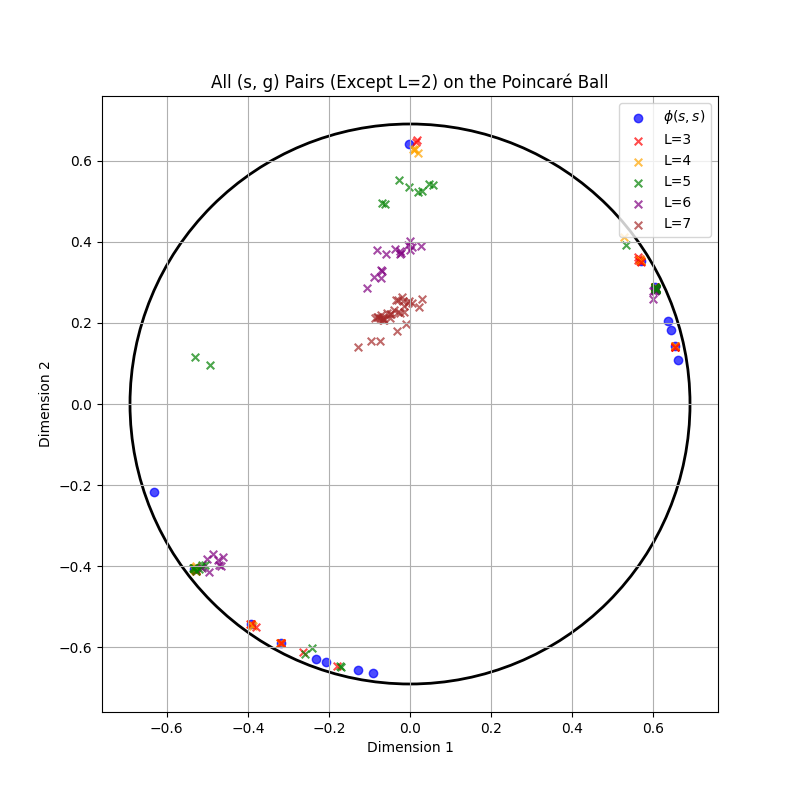 All (s, g) Pairs (Except L=2) on the Poincaré Ball
ϕ(s, s)
L=3
L=4
L=5
L=6
L=7
Dimension 2
0.6
0.4
0.2
0.0
−0.2
−0.4
−0.6
−0.6
−0.4
−0.2
0.0
0.2
0.4
0.6
Dimension 1